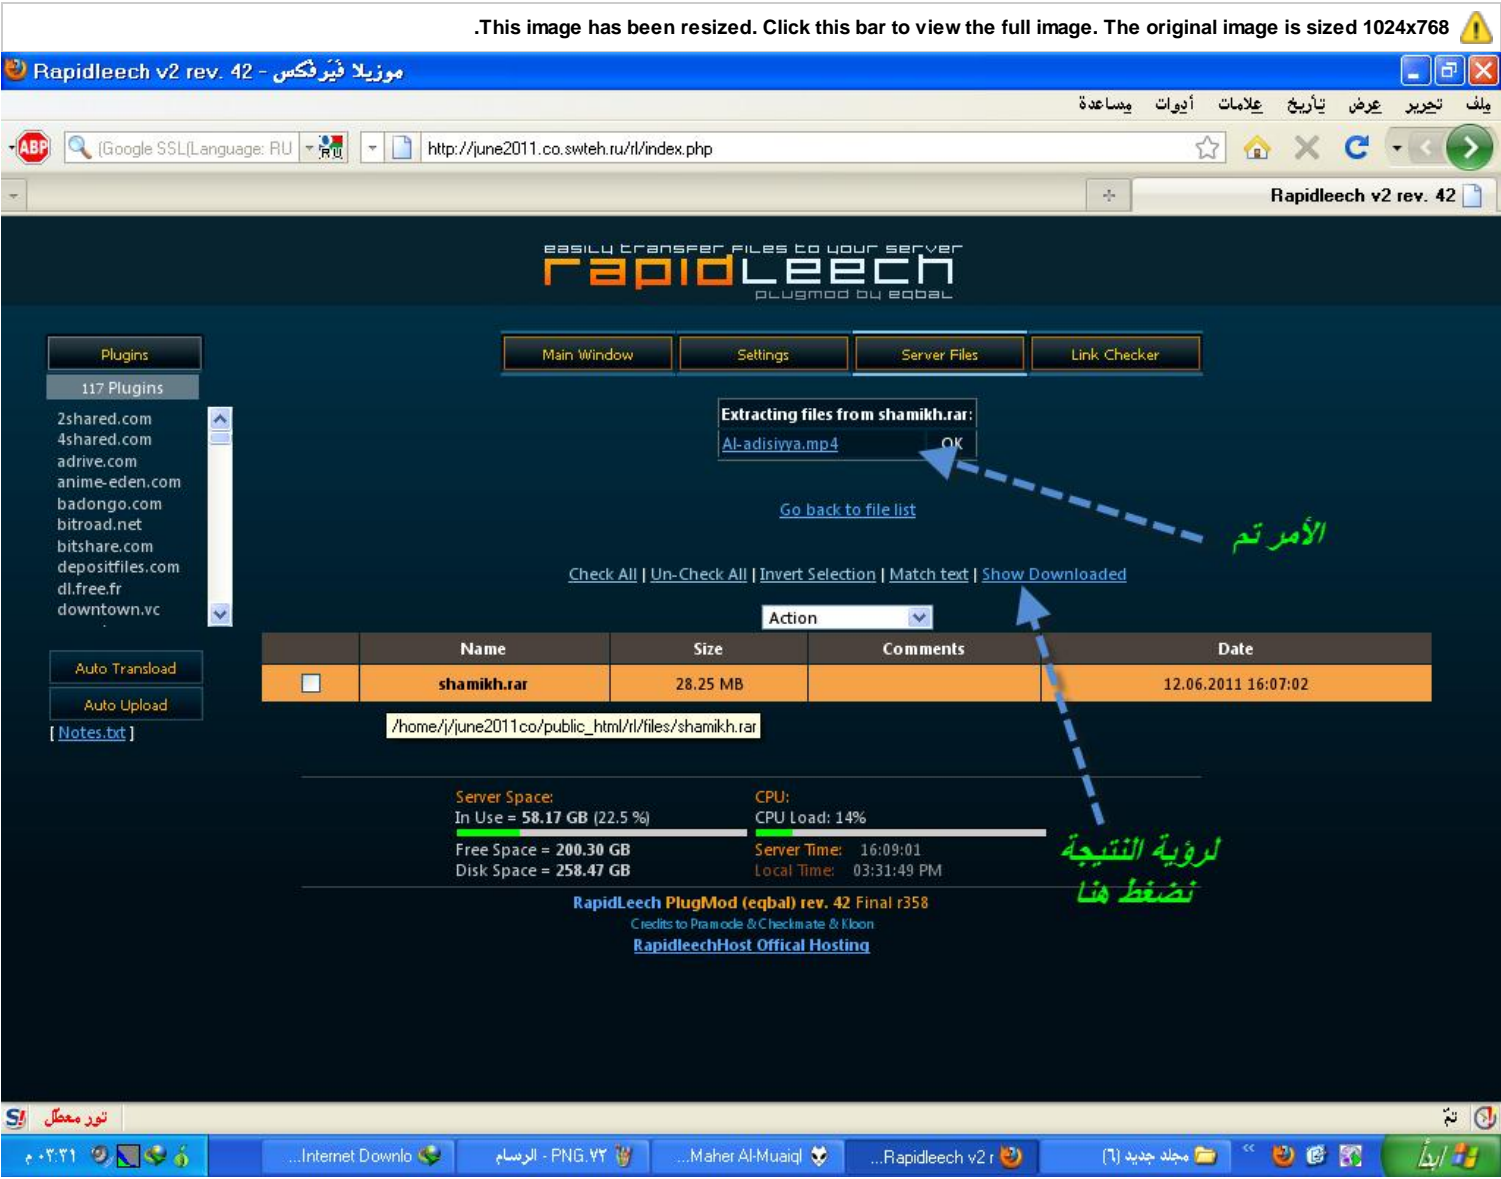 .This image has been resized. Click this bar to view the full image. The original image is sized 1024x768
Rapidleech v2 rev. 42 - موزيلا فَيَرفُكس
ملف تحرير عرض تأريخ علامات أدوات مساعدة
ABP
(Google SSL(Language: RU
RU
http://june2011.co.swteh.ru/rl/index.php
Rapidleech v2 rev. 42
easily transfer files to your server
rapidleech
plugmod by eqbal
Main Window
Settings
Server Files
Link Checker
Plugins
117 Plugins
2shared.com
4shared.com
adrive.com
anime-eden.com
badongo.com
bitroad.net
bitshare.com
depositfiles.com
dl.free.fr
downtown.vc
Auto Transload
Auto Upload
[ Notes.txt ]
Extracting files from shamikh.rar:
Al-adisiyya.mp4 OK
Go back to file list
الأمر تم
Check All | Un-Check All | Invert Selection | Match text | Show Downloaded
Action
Name Size Comments Date
shamikh.rar 28.25 MB 12.06.2011 16:07:02
/home/j/june2011co/public_html/rl/files/shamikh.rar
Server Space:
In Use = 58.17 GB (22.5 %)
Free Space = 200.30 GB
Disk Space = 258.47 GB
CPU:
CPU Load: 14%
Server Time: 16:09:01
Local Time: 03:31:49 PM
لرؤية النتيجة
نضغط هنا
RapidLeech PlugMod (eqbal) rev. 42 Final r358
Credits to Pramode & Checkmate & Kloon
RapidleechHost Offical Hosting
تمّ
تور معطّل
S!
ابدأ
مجلد جديد (٦)
...Rapidleech v2 r
...Maher Al-Muaiql
PNG.٧٢ - الرسام
...Internet Downlo
٠٣:٣١ م